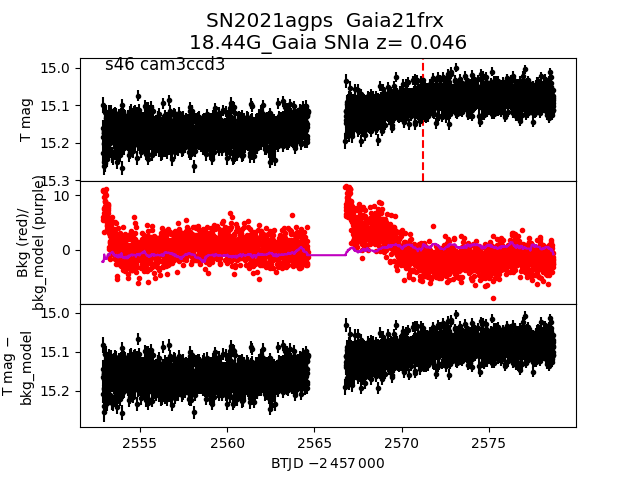 SN2021agps Gaia21frx
18.44G_Gaia SNIa z= 0.046
s46 cam3ccd3
15.0
15.1
15.2
15.3
T mag
10
0
Bkg (red)/
bkg_model (purple)
15.0
15.1
15.2
T mag −
bkg_model
2555 2560 2565 2570 2575
BTJD −2 457 000